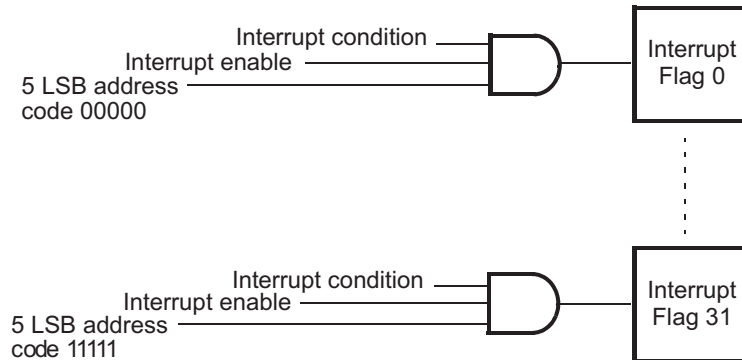 Interrupt condition
Interrupt enable
5 LSB address
code 00000
Interrupt
Flag 0
Interrupt condition
Interrupt enable
5 LSB address
code 11111
Interrupt
Flag 31